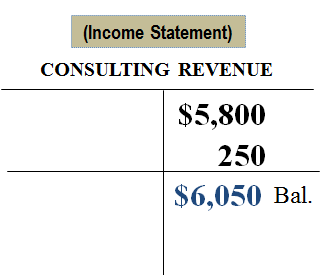 (Income Statement)
CONSULTING REVENUE
$5,800
250
$6,050 Bal.